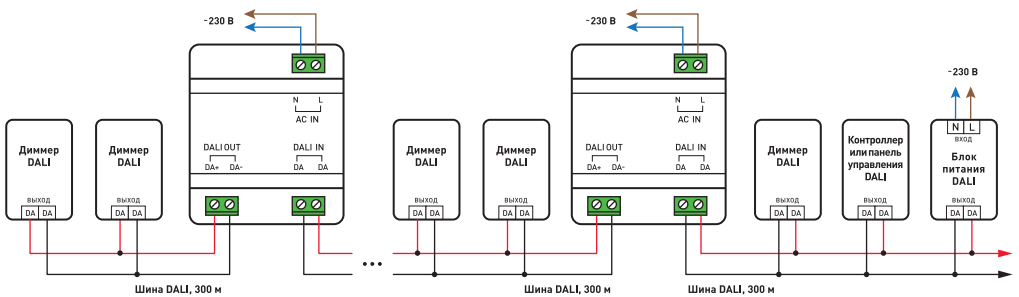 ~230 В
~230 В
~230 В
N L
AC IN
DALI OUT
DA+ DA-
DALI IN
DA DA
N L
AC IN
DALI OUT
DA+ DA-
DALI IN
DA DA
Диммер
DALI
ВЫХОД
DA DA
Диммер
DALI
ВЫХОД
DA DA
Диммер
DALI
ВЫХОД
DA DA
Диммер
DALI
ВЫХОД
DA DA
Диммер
DALI
ВЫХОД
DA DA
Контроллер
или панель
управления
DALI
ВЫХОД
DA DA
N L
ВХОД
Блок
питания
DALI
ВЫХОД
DA DA
...
Шина DALI, 300 м
Шина DALI, 300 м
Шина DALI, 300 м